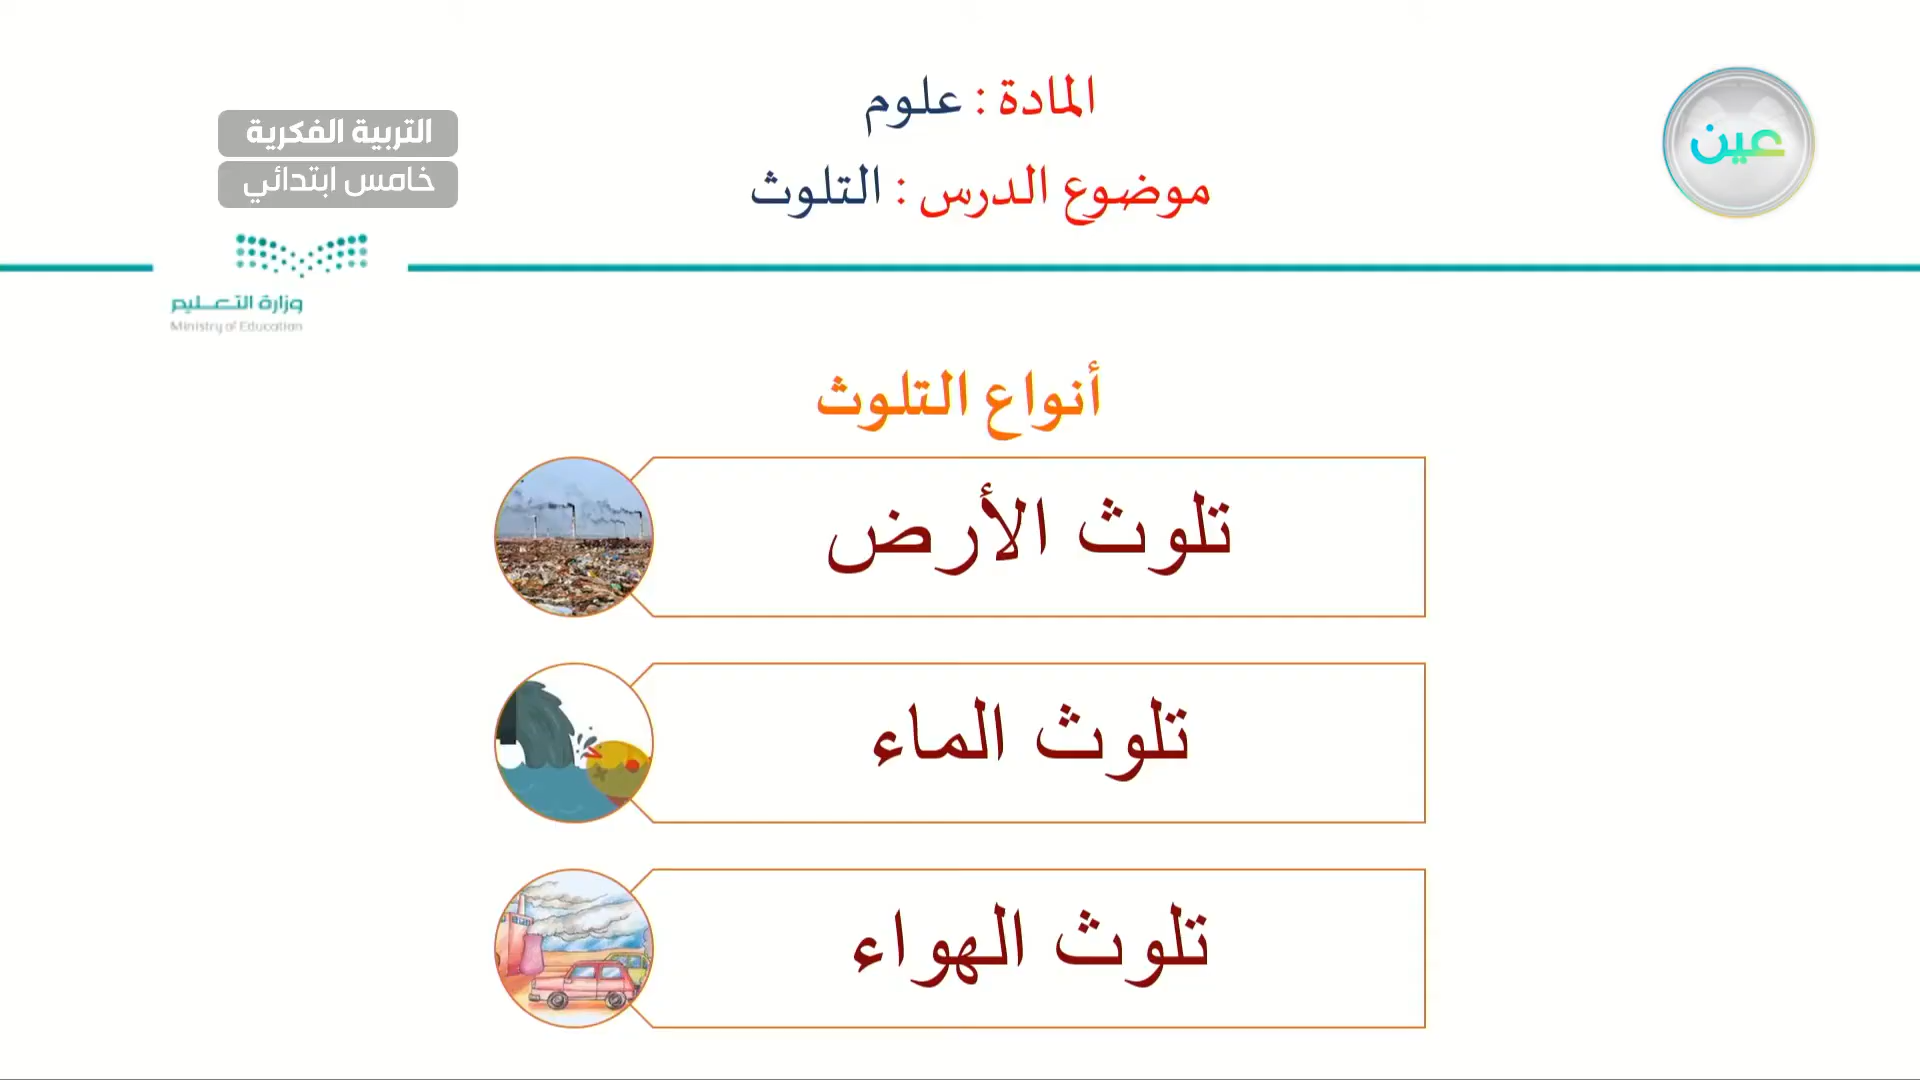 المادة : علوم
موضوع الدرس : التلوث
عين
التربية الفكرية
خامس ابتدائي
وزارة التعليم
Ministry of Education
أنواع التلوث
تلوث الأرض
تلوث الماء
تلوث الهواء